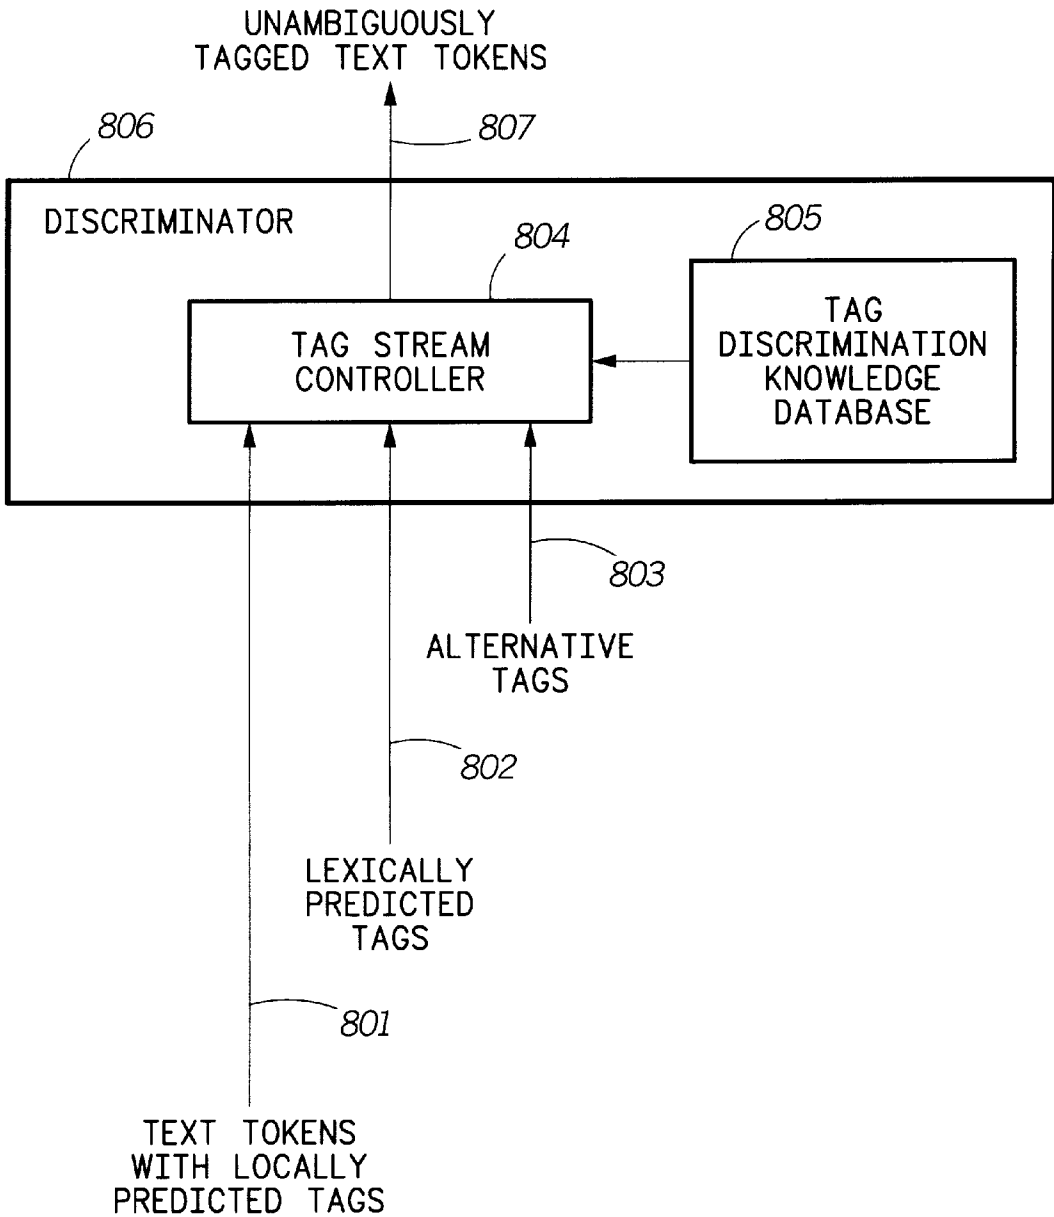 UNAMBIGUOUSLY
TAGGED TEXT TOKENS
806
807
DISCRIMINATOR
804
805
TAG STREAM
CONTROLLER
TAG
DISCRIMINATION
KNOWLEDGE
DATABASE
803
ALTERNATIVE
TAGS
802
LEXICALLY
PREDICTED
TAGS
801
TEXT TOKENS
WITH LOCALLY
PREDICTED TAGS